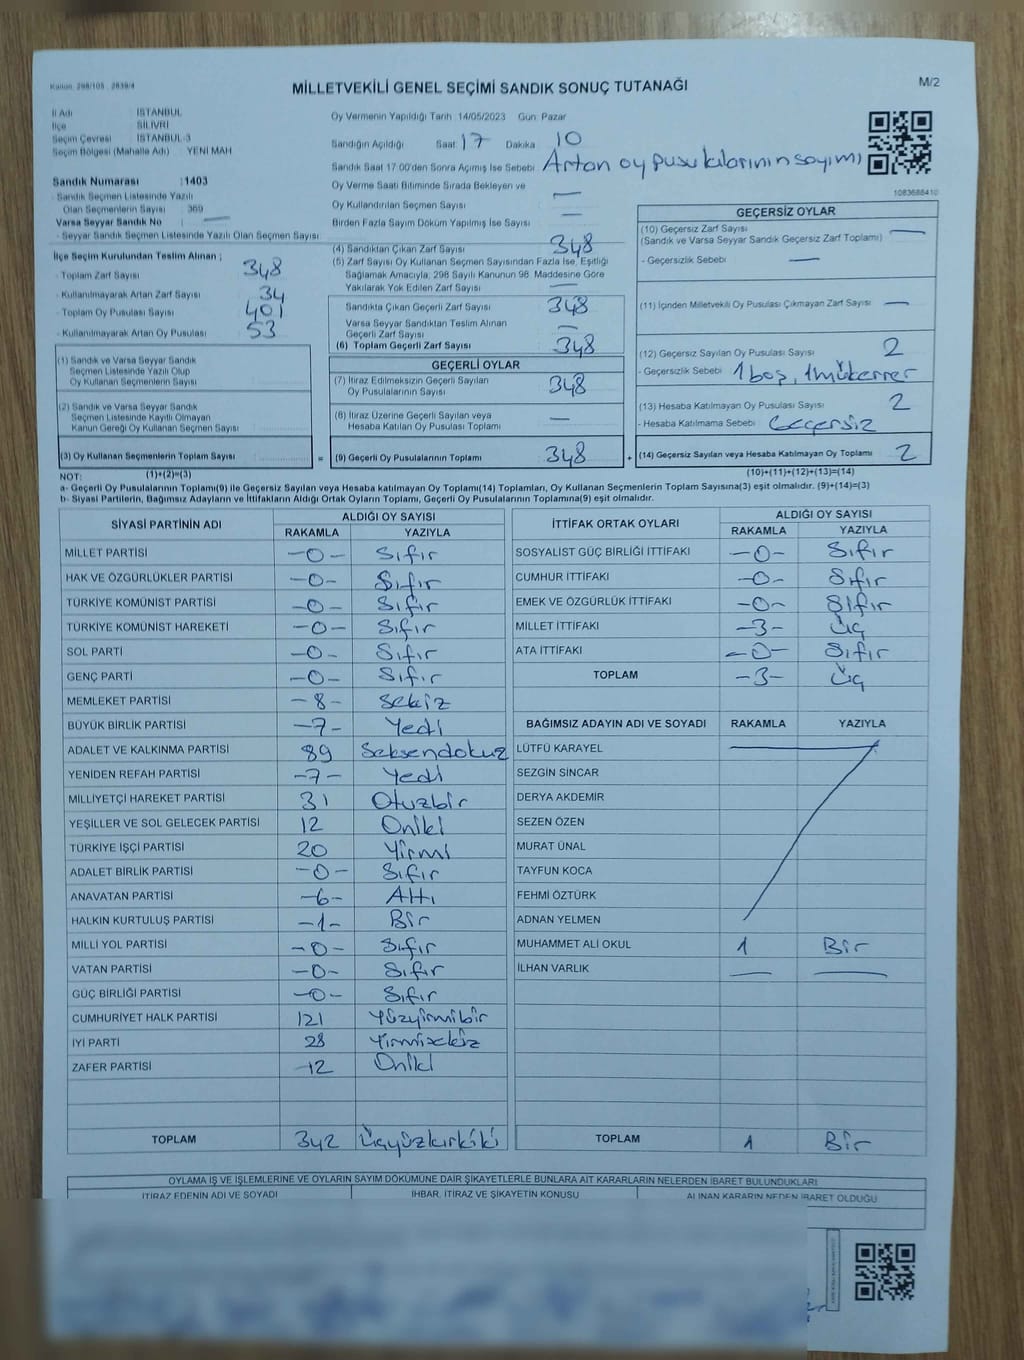 Kanun: 298/105 , 2839/4
MİLLETVEKİLİ GENEL SEÇİMİ SANDIK SONUÇ TUTANAĞI
M/2
İl Adı : İSTANBUL
İlçe : SİLİVRİ
Seçim Çevresi : İSTANBUL-3
Seçim Bölgesi (Mahalle Adı) : YENİ MAH
Sandık Numarası :1403
- Sandık Seçmen Listesinde Yazılı
Olan Seçmenlerin Sayısı : 369
Varsa Seyyar Sandık No : —
- Seyyar Sandık Seçmen Listesinde Yazılı Olan Seçmen Sayısı
Oy Vermenin Yapıldığı Tarih :14/05/2023 Gün: Pazar
Sandığın Açıldığı Saat: 17 Dakika 10
Sandık Saat 17:00'den Sonra Açımış İse Sebebi Artan oy pusulalarının sayımı
Oy Verme Saati Bitiminde Sırada Bekleyen ve
Oy Kullandırılan Seçmen Sayısı —
Birden Fazla Sayım Döküm Yapılmış İse Sayısı —
1083688410
İlçe Seçim Kurulundan Teslim Alınan ;
- Toplam Zarf Sayısı 348
- Kullanılmayarak Artan Zarf Sayısı 34
- Toplam Oy Pusulası Sayısı 401
- Kullanılmayarak Artan Oy Pusulası 53
(4) Sandıktan Çıkan Zarf Sayısı 348
(5) Zarf Sayısı Oy Kullanan Seçmen Sayısından Fazla İse, Eşitliği
Sağlamak Amacıyla, 298 Sayılı Kanunun 98. Maddesine Göre
Yakılarak Yok Edilen Zarf Sayısı —
Sandıkta Çıkan Geçerli Zarf Sayısı 348
Varsa Seyyar Sandıktan Teslim Alınan
Geçerli Zarf Sayısı —
(6) Toplam Geçerli Zarf Sayısı 348
GEÇERSİZ OYLAR
(10) Geçersiz Zarf Sayısı —
(Sandık ve Varsa Seyyar Sandık Geçersiz Zarf Toplamı)
- Geçersizlik Sebebi —
(11) İçinden Milletvekili Oy Pusulası Çıkmayan Zarf Sayısı —
(12) Geçersiz Sayılan Oy Pusulası Sayısı 2
- Geçersizlik Sebebi 1 boş, 1 mükerrer
(13) Hesaba Katılmayan Oy Pusulası Sayısı 2
- Hesaba Katılmama Sebebi Geçersiz
(14) Geçersiz Sayılan veya Hesaba Katılmayan Oy Toplamı 2
(10)+(11)+(12)+(13)=(14)
(1) Sandık ve Varsa Seyyar Sandık
Seçmen Listesinde Yazılı Olup
Oy Kullanan Seçmenlerin Sayısı
(2) Sandık ve Varsa Seyyar Sandık
Seçmen Listesinde Kayıtlı Olmayan
Kanun Gereği Oy Kullanan Seçmen Sayısı
(3) Oy Kullanan Seçmenlerin Toplam Sayısı =
(1)+(2)=(3)
GEÇERLİ OYLAR
(7) İtiraz Edilmeksizin Geçerli Sayılan
Oy Pusulalarının Sayısı 348
(8) İtiraz Üzerine Geçerli Sayılan veya
Hesaba Katılan Oy Pusulası Toplamı —
(9) Geçerli Oy Pusulalarının Toplamı 348 +
NOT:
a- Geçerli Oy Pusulalarının Toplamı(9) ile Geçersiz Sayılan veya Hesaba Katılmayan Oy Toplamı(14) Toplamları, Oy Kullanan Seçmenlerin Toplam Sayısına(3) eşit olmalıdır. (9)+(14)=(3)
b- Siyasi Partilerin, Bağımsız Adayların ve İttifakların Aldığı Ortak Oyların Toplamı, Geçerli Oy Pusulalarının Toplamına(9) eşit olmalıdır.
SİYASİ PARTİNİN ADI ALDIĞI OY SAYISI
RAKAMLA YAZIYLA
MİLLET PARTİSİ -0- Sıfır
HAK VE ÖZGÜRLÜKLER PARTİSİ -0- Sıfır
TÜRKİYE KOMÜNİST PARTİSİ -0- Sıfır
TÜRKİYE KOMÜNİST HAREKETİ -0- Sıfır
SOL PARTİ -0- Sıfır
GENÇ PARTİ -0- Sıfır
MEMLEKET PARTİSİ -8- Sekiz
BÜYÜK BİRLİK PARTİSİ -7- Yedi
ADALET VE KALKINMA PARTİSİ 89 Seksendokuz
YENİDEN REFAH PARTİSİ -7- Yedi
MİLLİYETÇİ HAREKET PARTİSİ 31 Otuzbir
YEŞİLLER VE SOL GELECEK PARTİSİ 12 Oniki
TÜRKİYE İŞÇİ PARTİSİ 20 Yirmi
ADALET BİRLİK PARTİSİ -0- Sıfır
ANAVATAN PARTİSİ -6- Altı
HALKIN KURTULUŞ PARTİSİ -1- Bir
MİLLİ YOL PARTİSİ -0- Sıfır
VATAN PARTİSİ -0- Sıfır
GÜÇ BİRLİĞİ PARTİSİ -0- Sıfır
CUMHURİYET HALK PARTİSİ 121 Yüzyirmibir
İYİ PARTİ 28 Yirmisekiz
ZAFER PARTİSİ -12 Oniki
TOPLAM 342 Üçyüzkırkiki
İTTİFAK ORTAK OYLARI ALDIĞI OY SAYISI
RAKAMLA YAZIYLA
SOSYALİST GÜÇ BİRLİĞİ İTTİFAKI -0- Sıfır
CUMHUR İTTİFAKI -0- Sıfır
EMEK VE ÖZGÜRLÜK İTTİFAKI -0- Sıfır
MİLLET İTTİFAKI -3- Üç
ATA İTTİFAKI -0- Sıfır
TOPLAM -3- Üç
BAĞIMSIZ ADAYIN ADI VE SOYADI RAKAMLA YAZIYLA
LÜTFÜ KARAYEL
SEZGİN SİNCAR
DERYA AKDEMİR
SEZEN ÖZEN
MURAT ÜNAL
TAYFUN KOCA
FEHMİ ÖZTÜRK
ADNAN YELMEN
MUHAMMET ALİ OKUL 1 Bir
İLHAN VARLIK — —
TOPLAM 1 Bir
OYLAMA İŞ VE İŞLEMLERİNE VE OYLARIN SAYIM DÖKÜMÜNE DAİR ŞİKAYETLERLE BUNLARA AİT KARARLARIN NELERDEN İBARET BULUNDUKLARI
İTİRAZ EDENİN ADI VE SOYADI İHBAR, İTİRAZ VE ŞİKAYETİN KONUSU ALINAN KARARIN NEDEN İBARET OLDUĞU